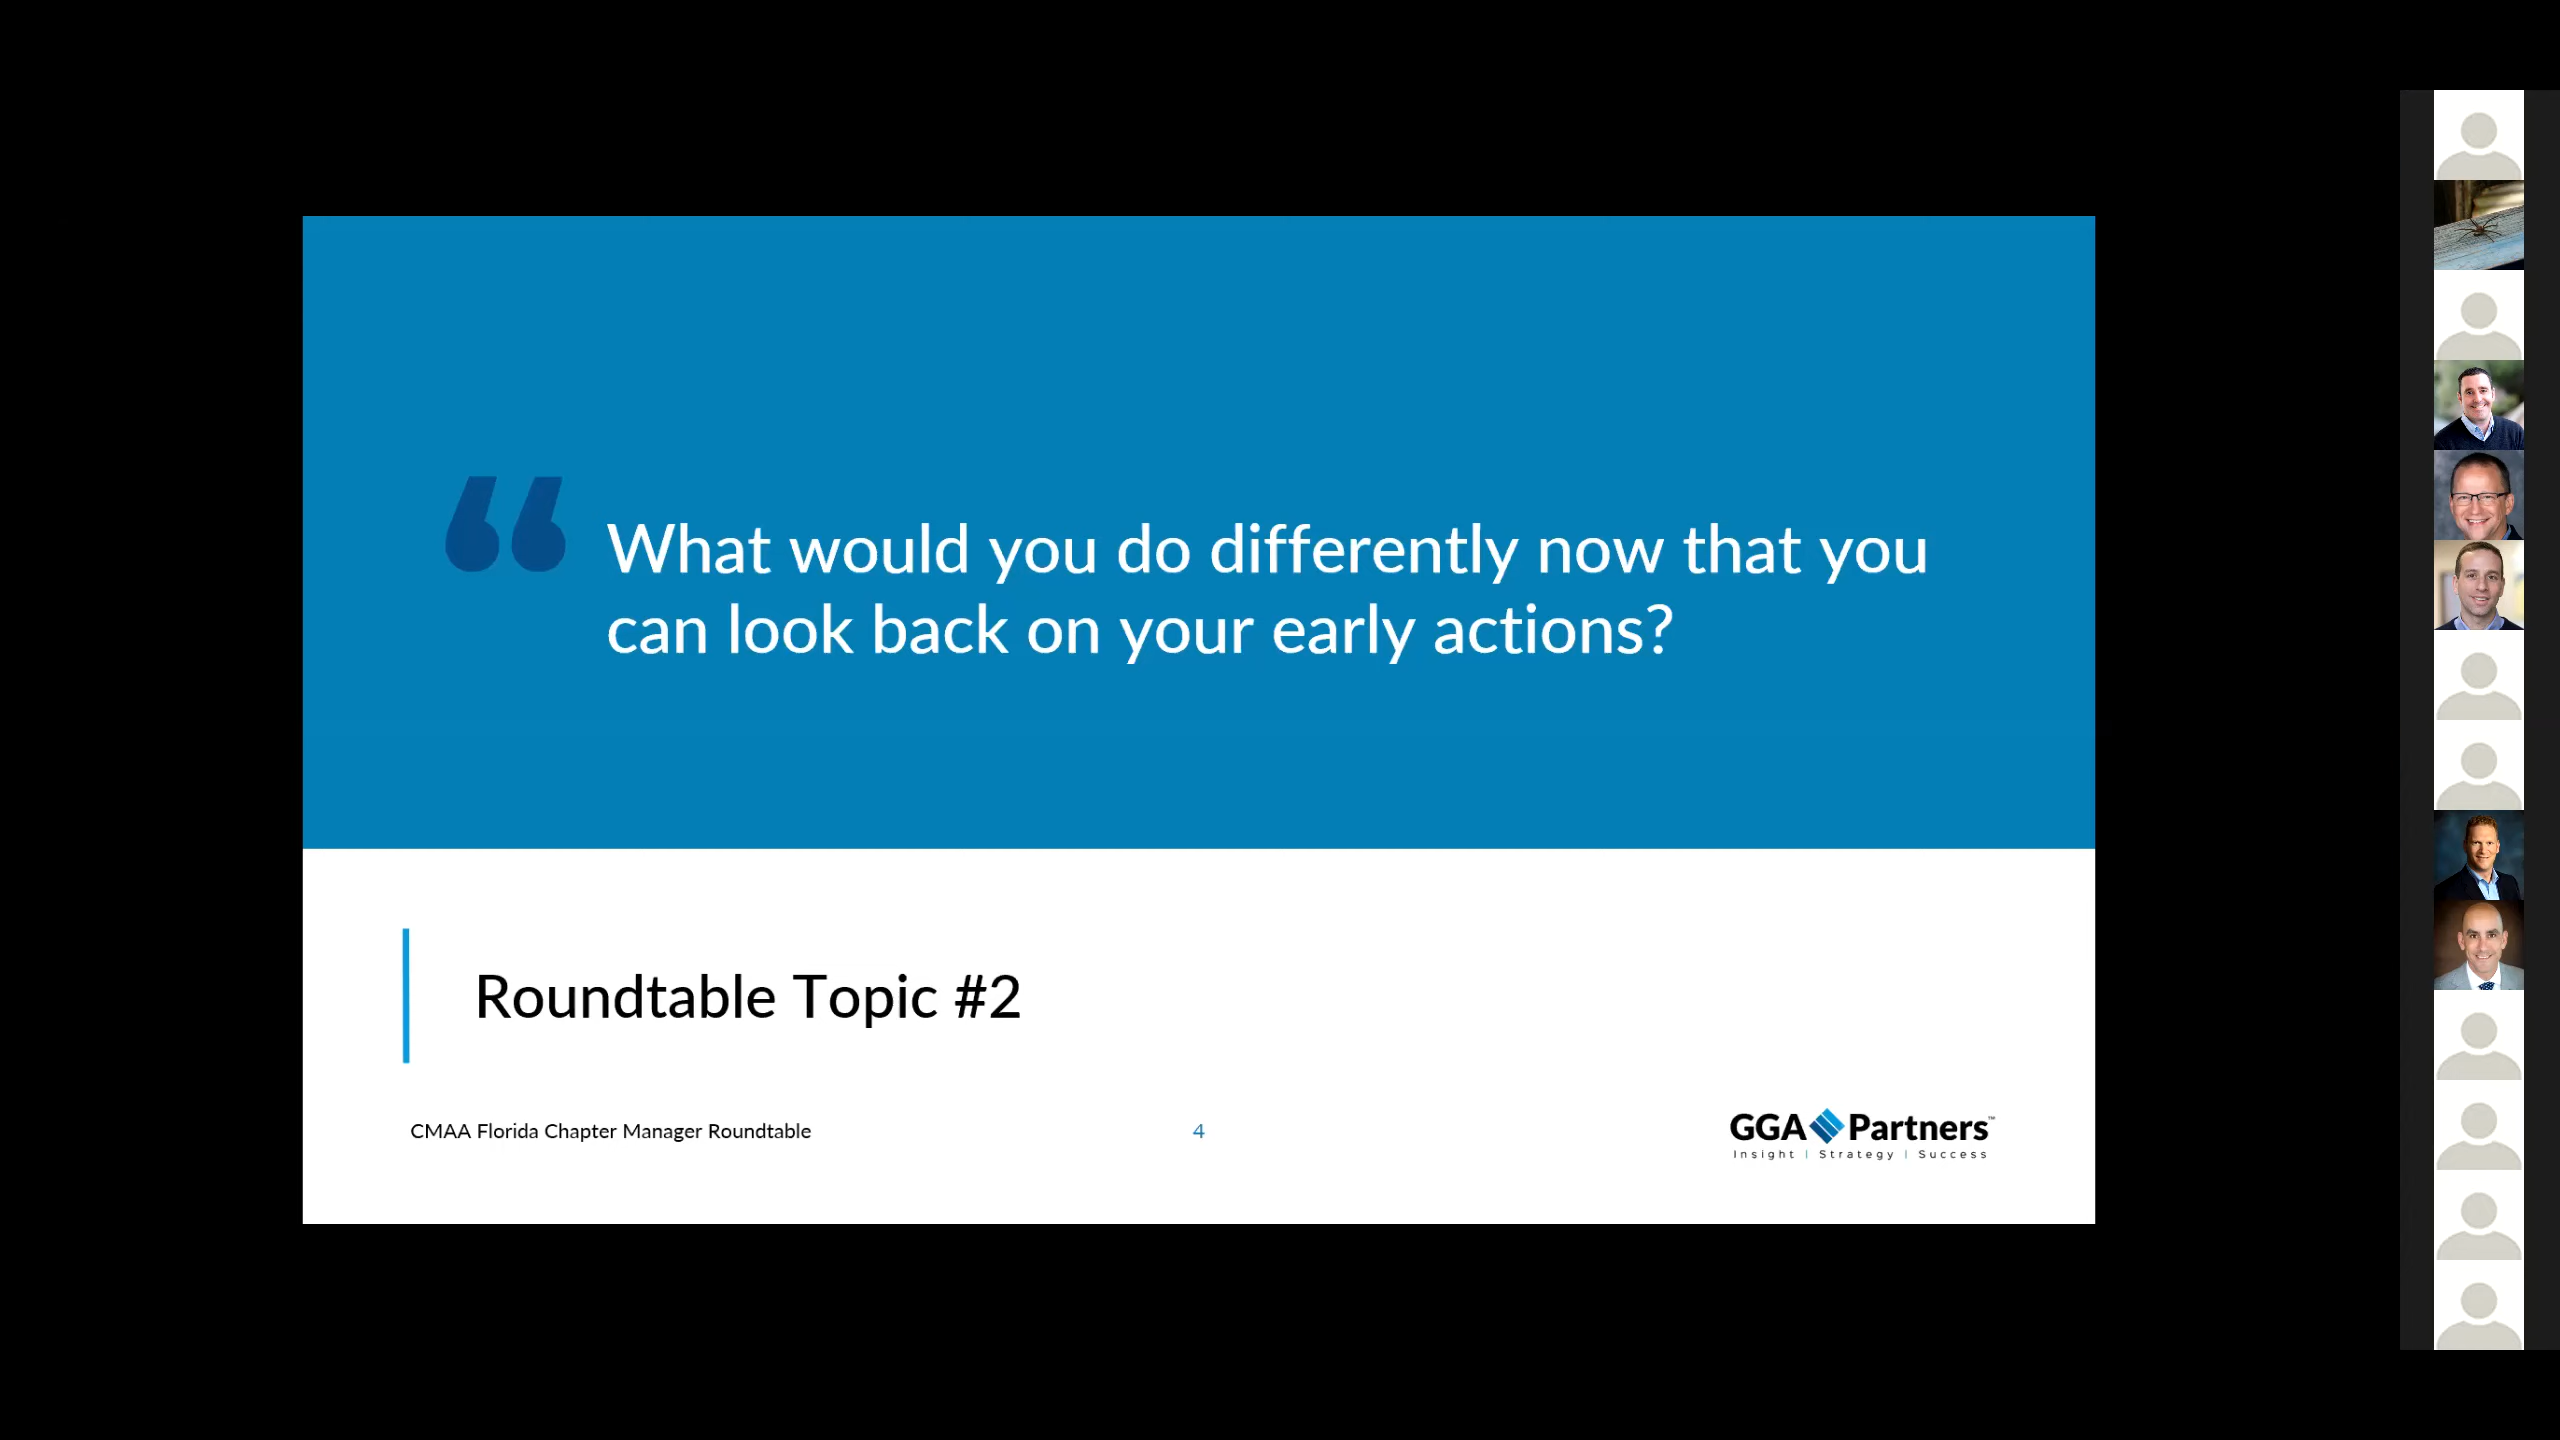 “ What would you do differently now that you
can look back on your early actions?
Roundtable Topic #2
CMAA Florida Chapter Manager Roundtable
4
GGA Partners™
Insight | Strategy | Success